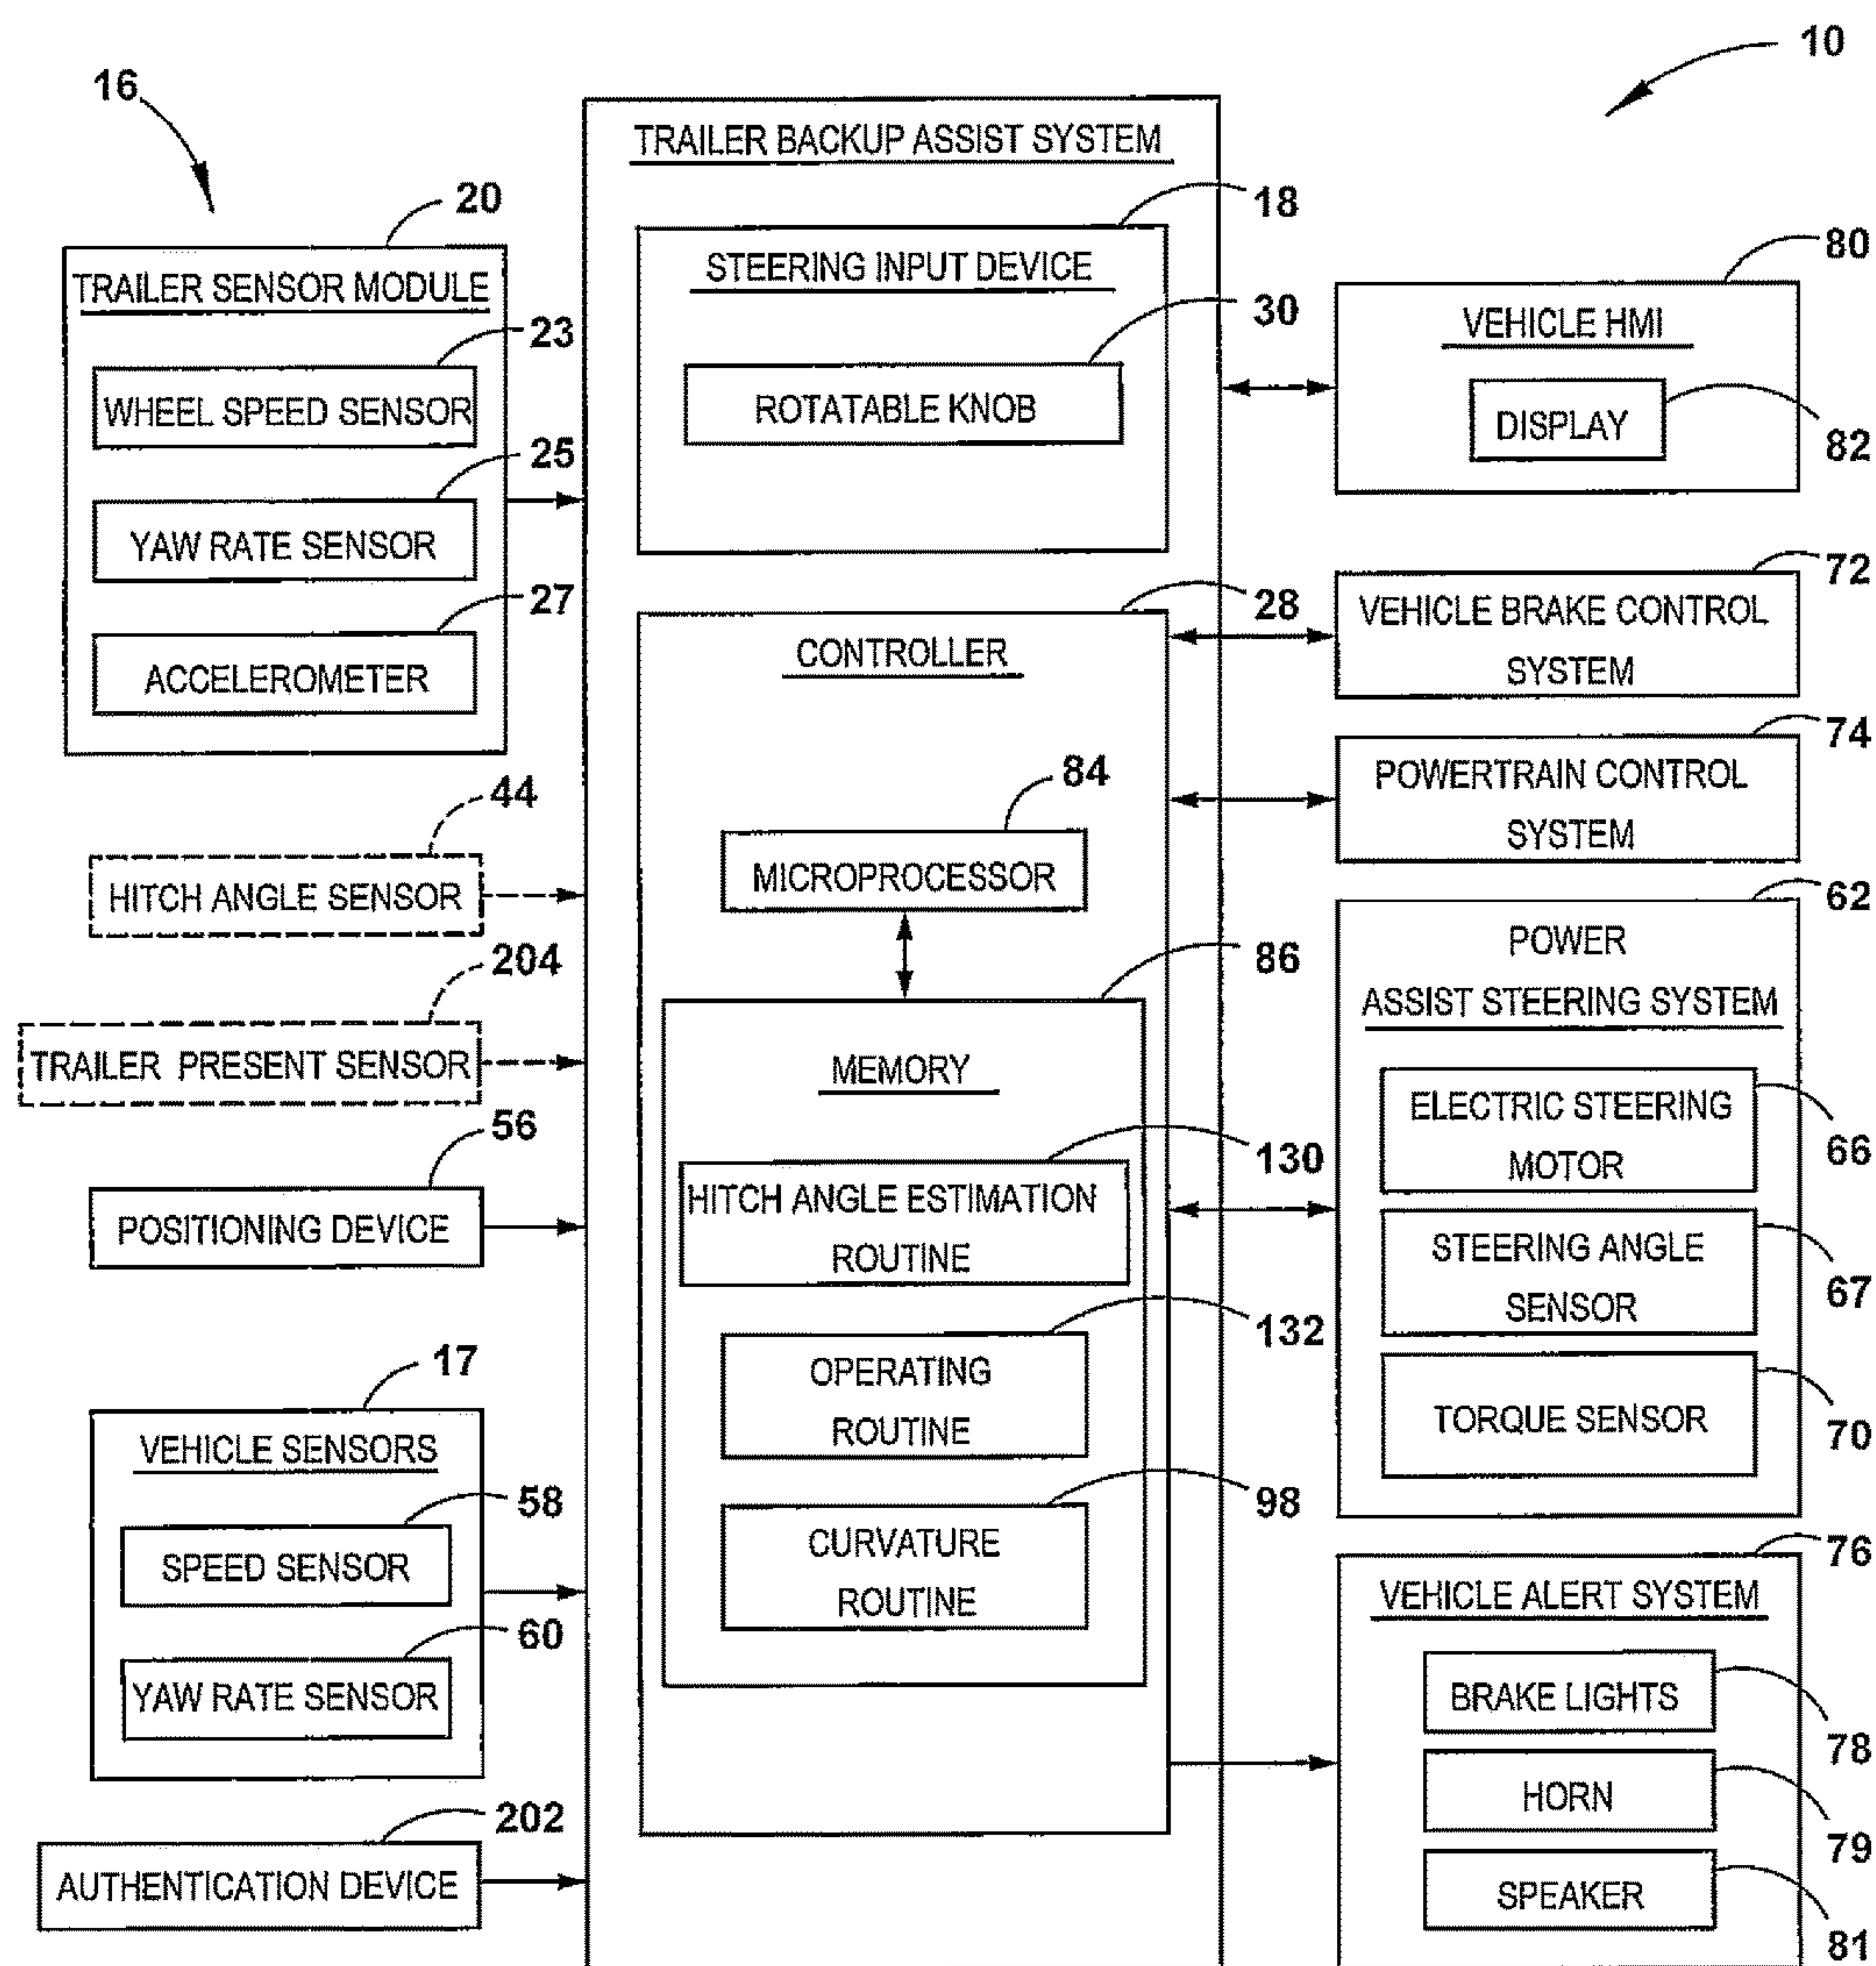 10
16
TRAILER BACKUP ASSIST SYSTEM
20
TRAILER SENSOR MODULE
23
WHEEL SPEED SENSOR
25
YAW RATE SENSOR
27
ACCELEROMETER
44
HITCH ANGLE SENSOR
204
TRAILER PRESENT SENSOR
56
POSITIONING DEVICE
17
VEHICLE SENSORS
58
SPEED SENSOR
60
YAW RATE SENSOR
202
AUTHENTICATION DEVICE
18
STEERING INPUT DEVICE
30
ROTATABLE KNOB
28
CONTROLLER
84
MICROPROCESSOR
86
MEMORY
130
HITCH ANGLE ESTIMATION
ROUTINE
132
OPERATING
ROUTINE
98
CURVATURE
ROUTINE
80
VEHICLE HMI
DISPLAY
82
72
VEHICLE BRAKE CONTROL
SYSTEM
74
POWERTRAIN CONTROL
SYSTEM
62
POWER
ASSIST STEERING SYSTEM
ELECTRIC STEERING
MOTOR
66
STEERING ANGLE
SENSOR
67
TORQUE SENSOR
70
76
VEHICLE ALERT SYSTEM
BRAKE LIGHTS
78
HORN
79
SPEAKER
81